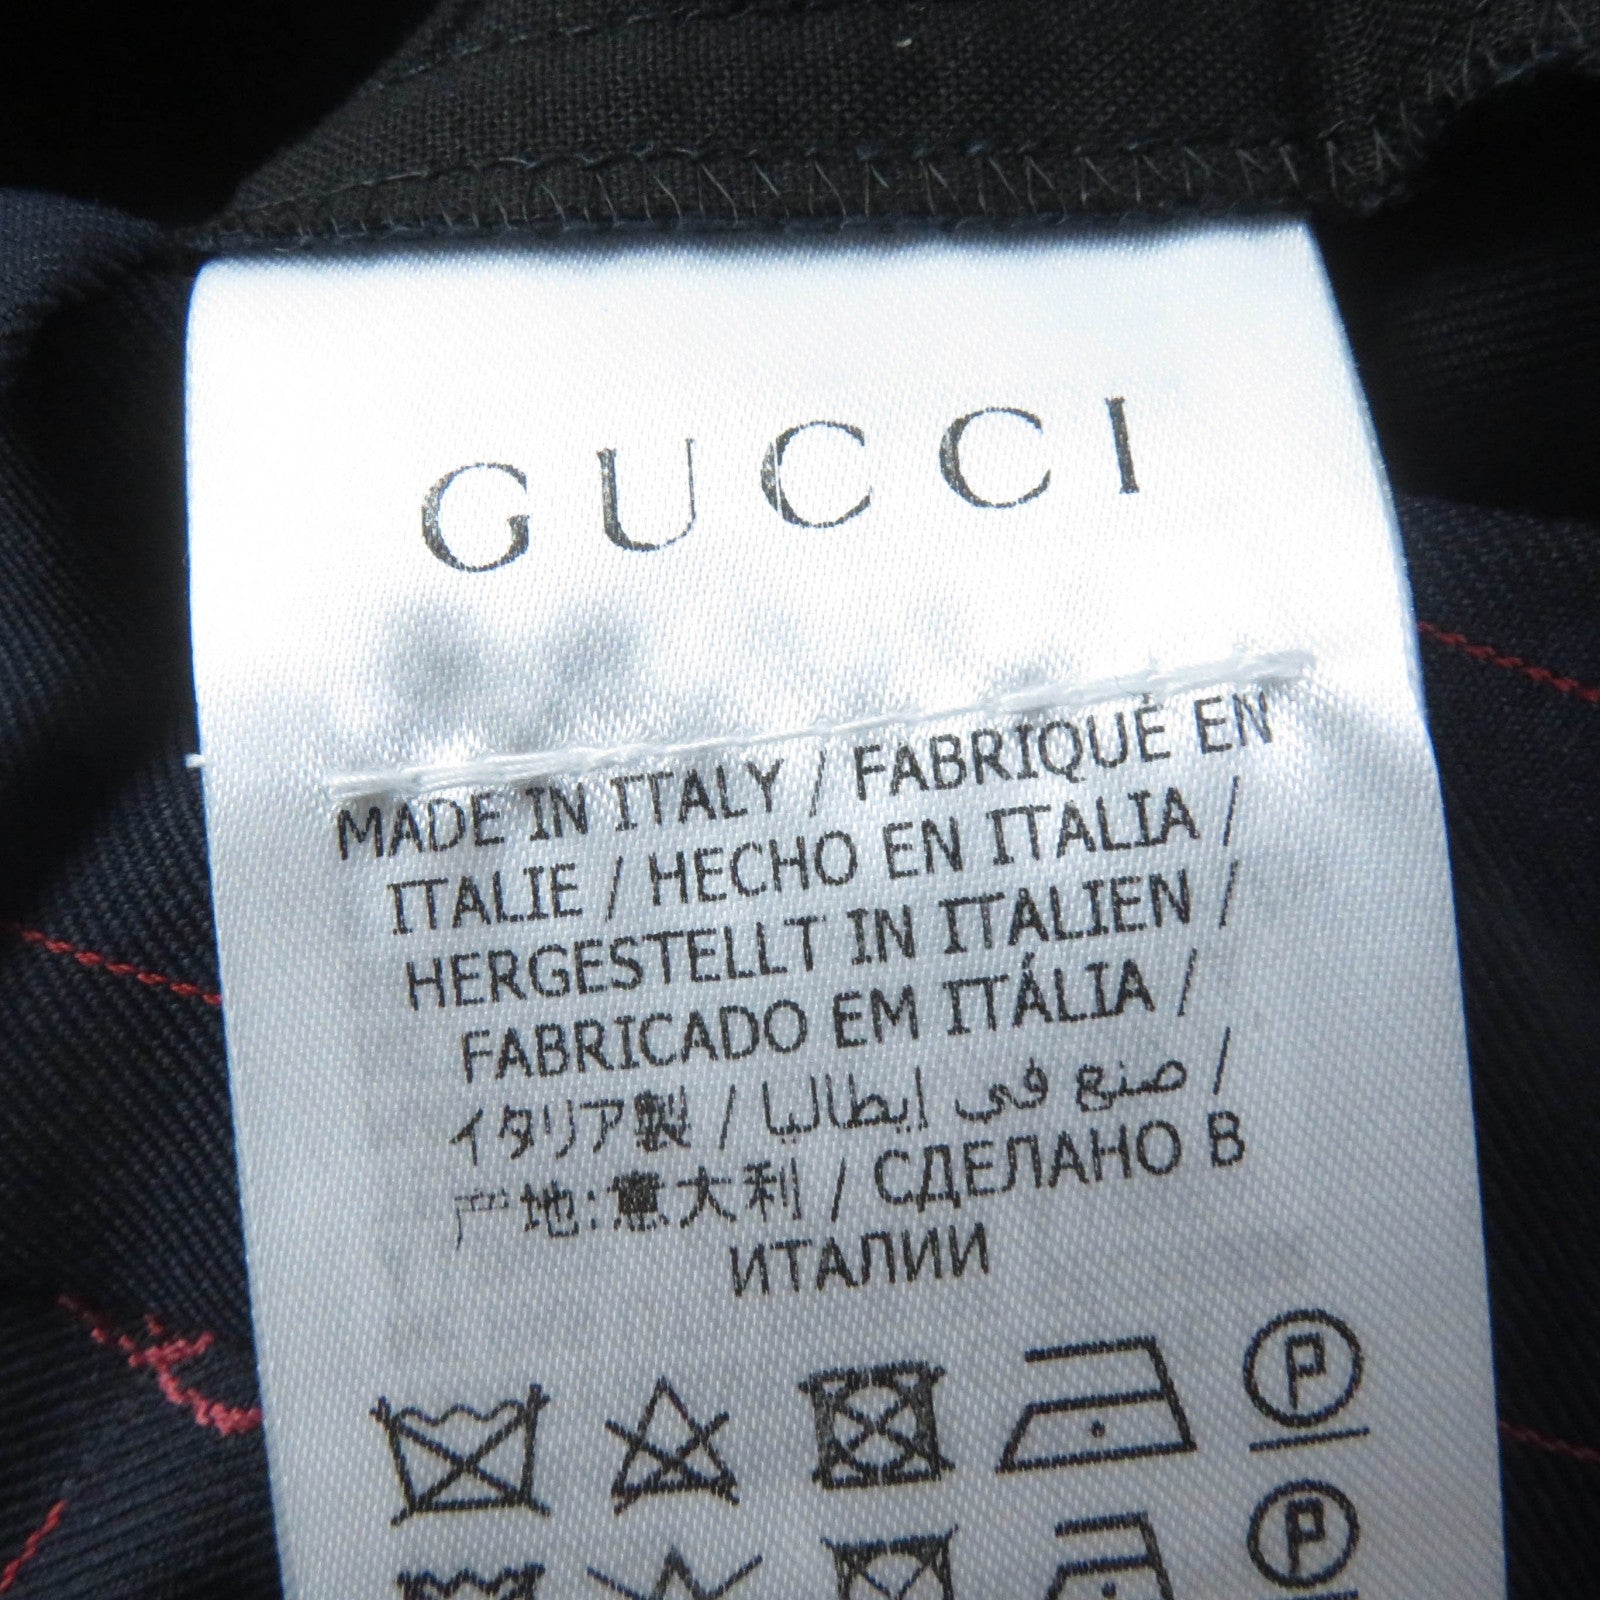 GUCCI
MADE IN ITALY / FABRIQUÉ EN
ITALIE / HECHO EN ITALIA /
HERGESTELLT IN ITALIEN /
FABRICADO EM ITÁLIA /
イタリア製 / صنع في إيطاليا /
产地:意大利 / СДЕЛАНО В
ИТАЛИИ
P
P